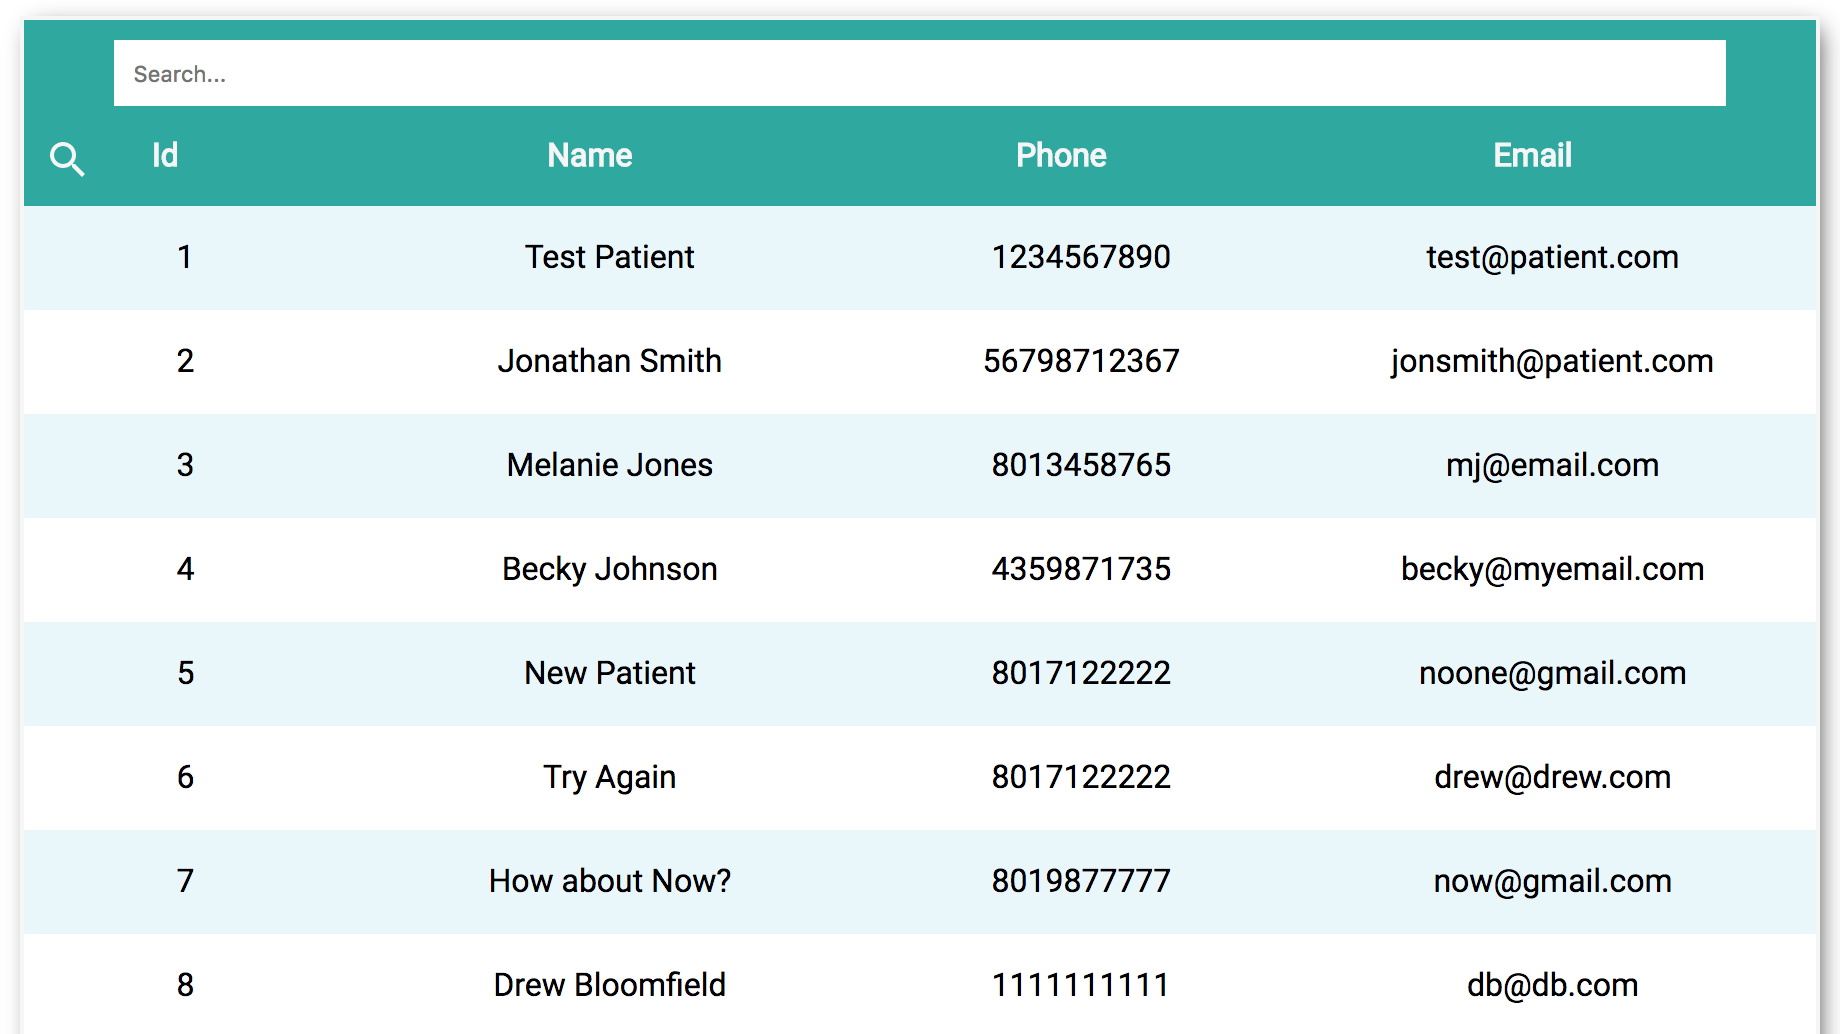 Search...
Id Name Phone Email
1 Test Patient 1234567890 test@patient.com
2 Jonathan Smith 56798712367 jonsmith@patient.com
3 Melanie Jones 8013458765 mj@email.com
4 Becky Johnson 4359871735 becky@myemail.com
5 New Patient 8017122222 noone@gmail.com
6 Try Again 8017122222 drew@drew.com
7 How about Now? 8019877777 now@gmail.com
8 Drew Bloomfield 1111111111 db@db.com